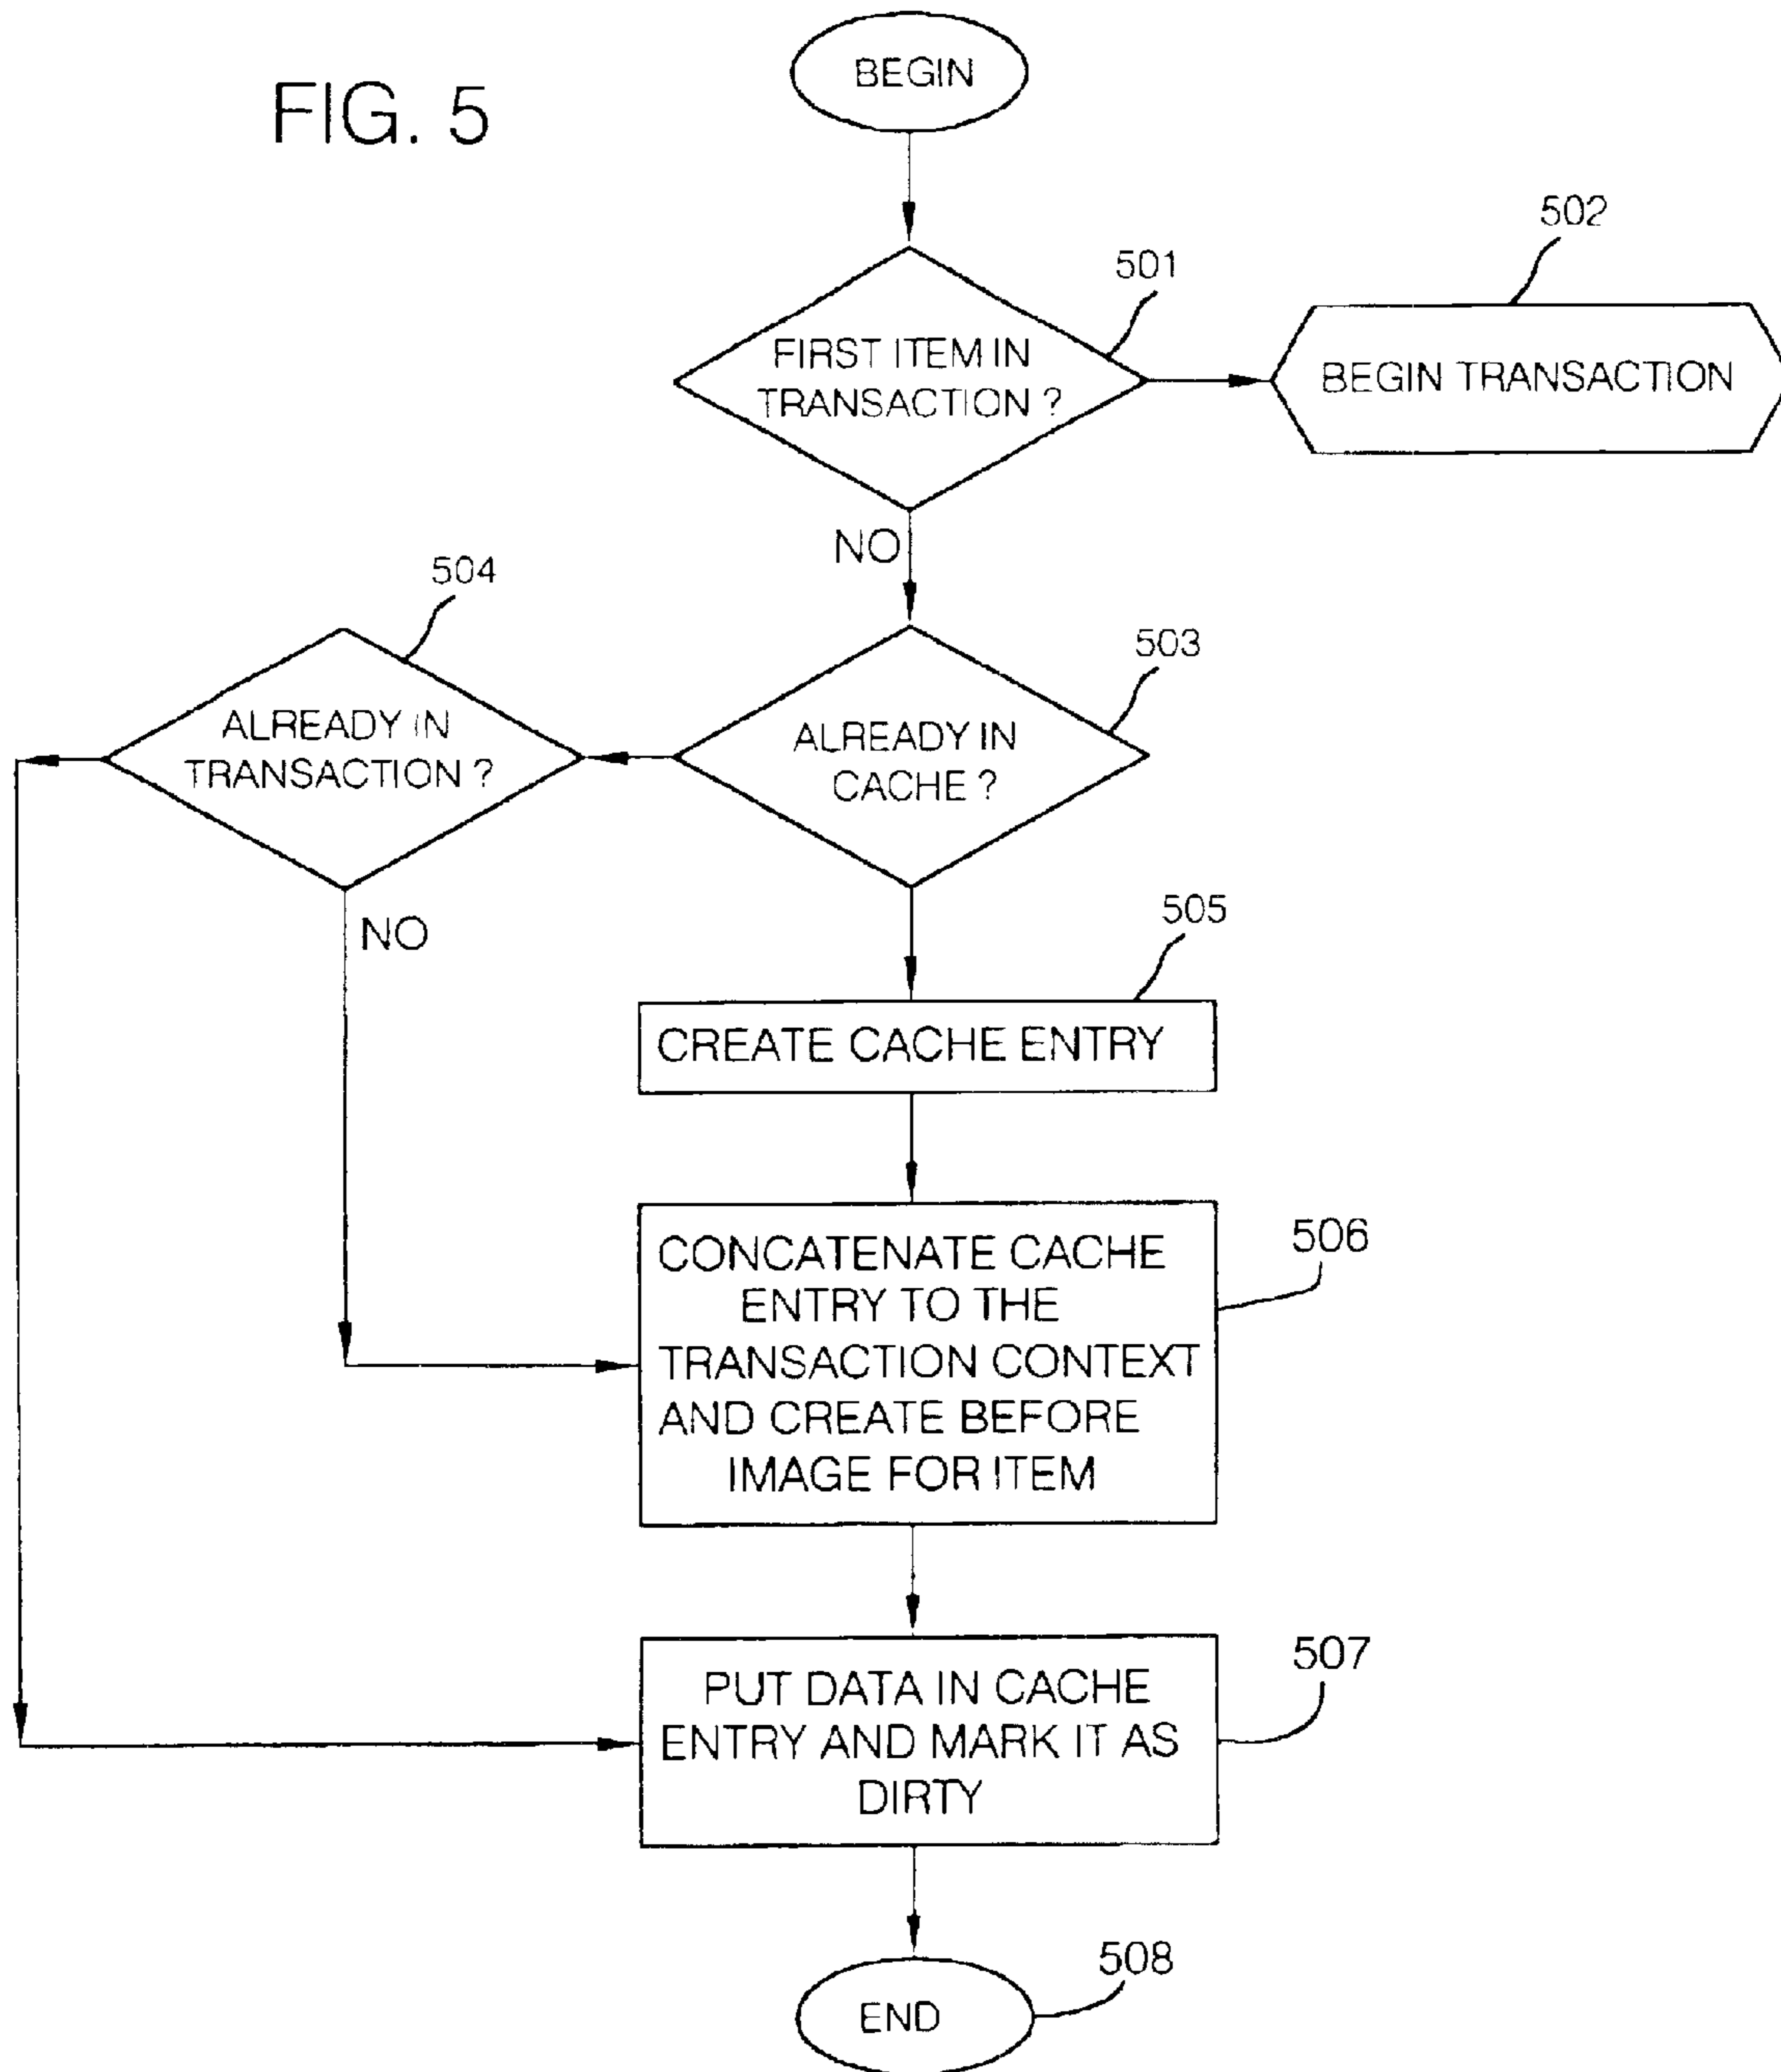 FIG. 5
BEGIN
502
501
FIRST ITEM IN
TRANSACTION ?
BEGIN TRANSACTION
NO
504
503
ALREADY IN
TRANSACTION ?
ALREADY IN
CACHE ?
NO
505
CREATE CACHE ENTRY
506
CONCATENATE CACHE
ENTRY TO THE
TRANSACTION CONTEXT
AND CREATE BEFORE
IMAGE FOR ITEM
507
PUT DATA IN CACHE
ENTRY AND MARK IT AS
DIRTY
508
END